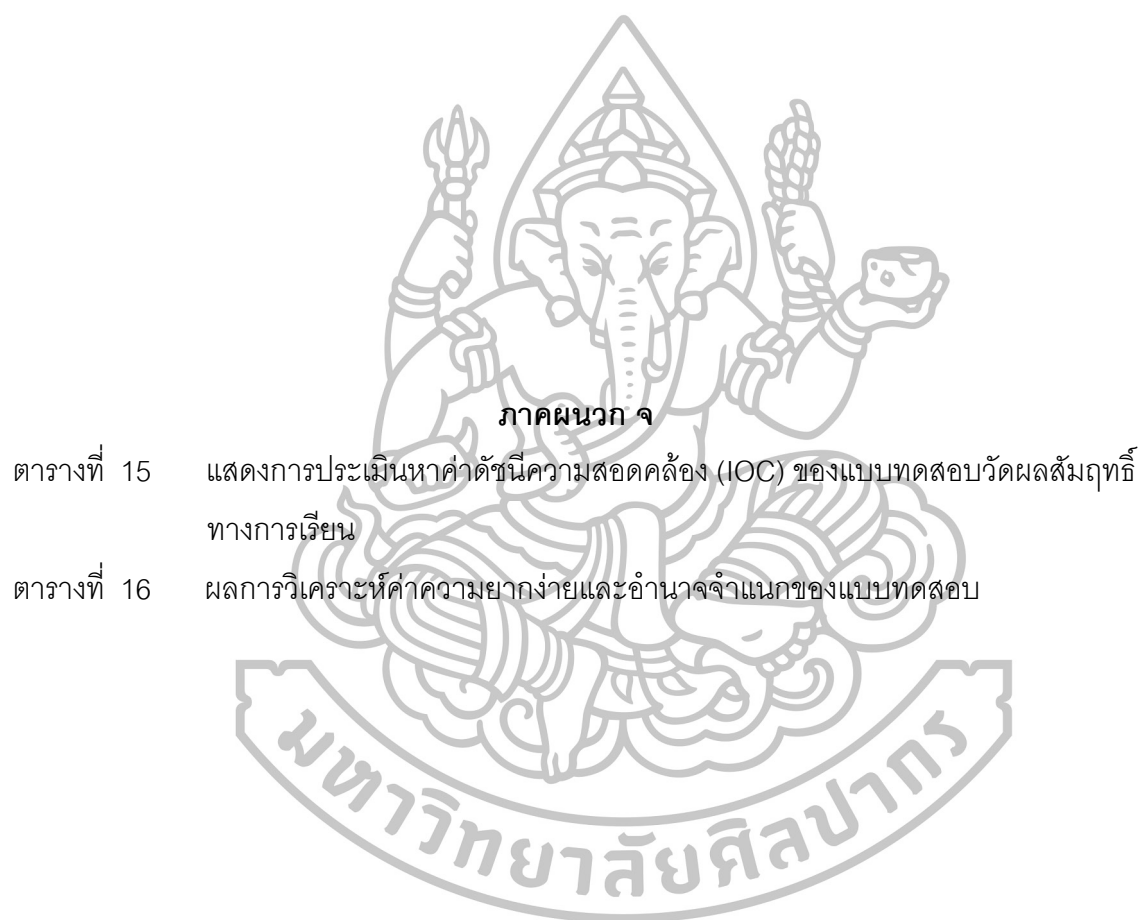 ภาคผนวก จ
ตารางที่ 15 แสดงการประเมินหาค่าดัชนีความสอดคล้อง (IOC) ของแบบทดสอบวัดผลสัมฤทธิ์
ทางการเรียน
ตารางที่ 16 ผลการวิเคราะห์ค่าความยากง่ายและอำนาจจำแนกของแบบทดสอบ
มหาวิทยาลัยศิลปากร